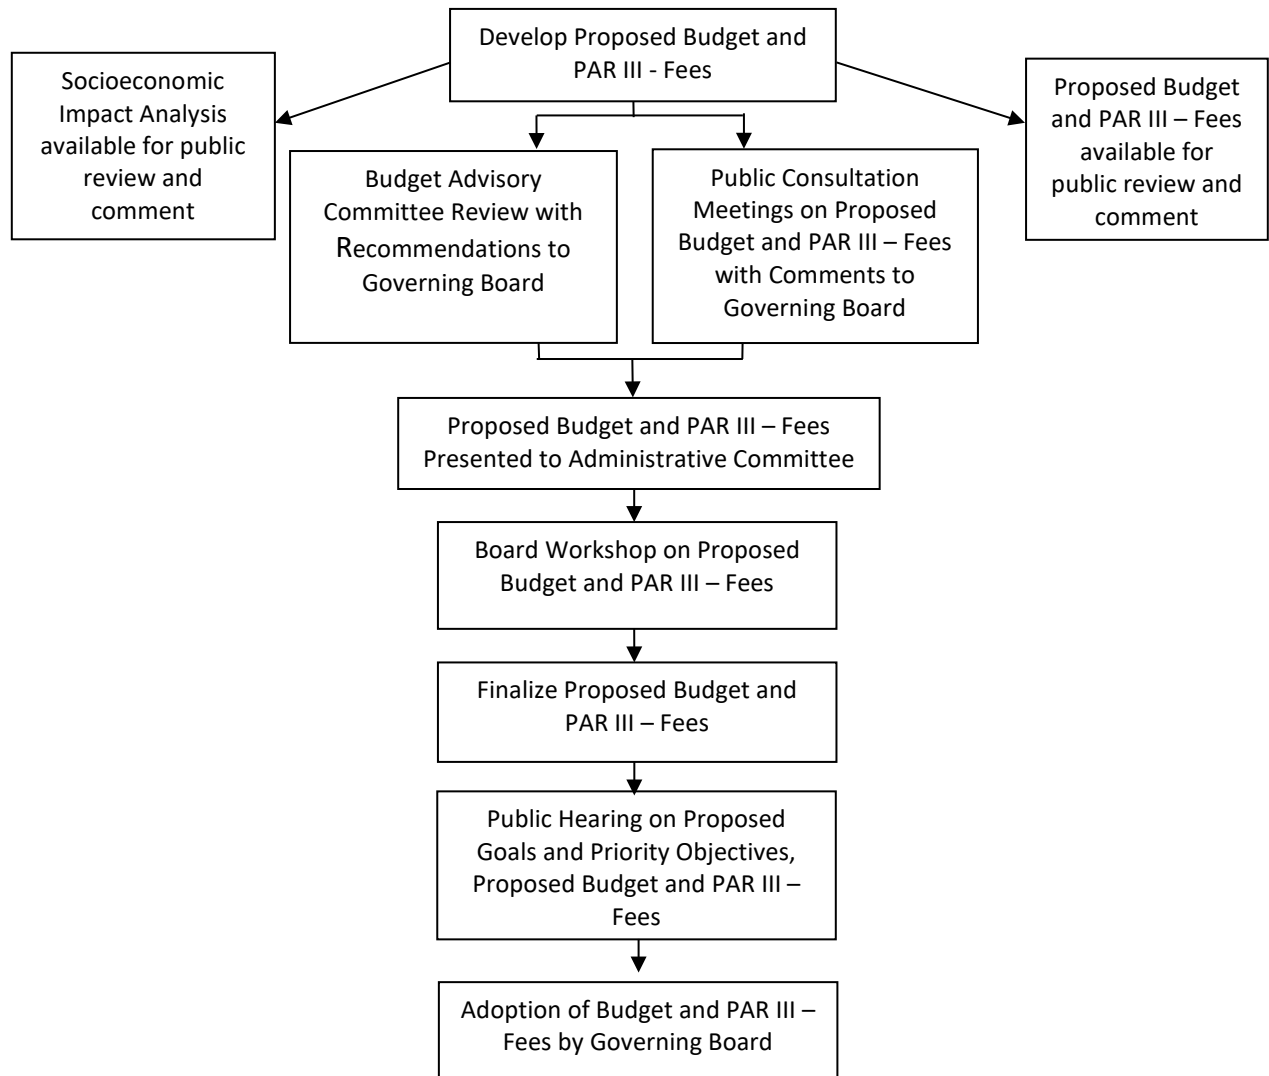 Develop Proposed Budget and
PAR III - Fees
Socioeconomic
Impact Analysis
available for public
review and
comment
Proposed Budget
and PAR III – Fees
available for
public review and
comment
Budget Advisory
Committee Review with
Recommendations to
Governing Board
Public Consultation
Meetings on Proposed
Budget and PAR III – Fees
with Comments to
Governing Board
Proposed Budget and PAR III – Fees
Presented to Administrative Committee
Board Workshop on Proposed
Budget and PAR III – Fees
Finalize Proposed Budget and
PAR III – Fees
Public Hearing on Proposed
Goals and Priority Objectives,
Proposed Budget and PAR III –
Fees
Adoption of Budget and PAR III –
Fees by Governing Board